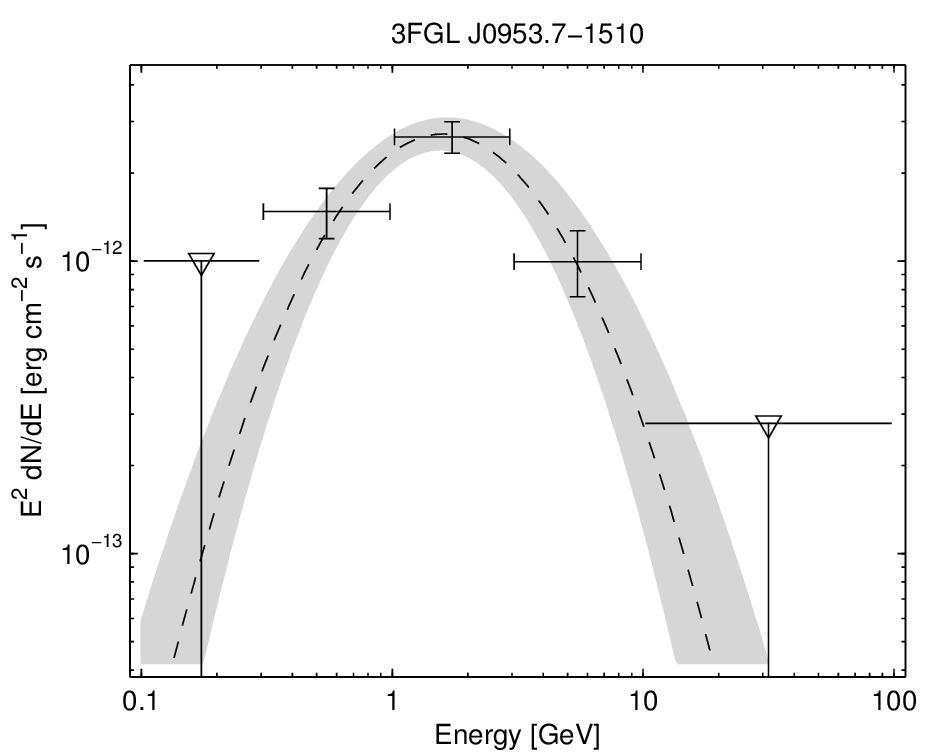 3FGL J0953.7−1510
E² dN/dE [erg cm⁻² s⁻¹]
10⁻¹²
10⁻¹³
0.1 1 10 100
Energy [GeV]